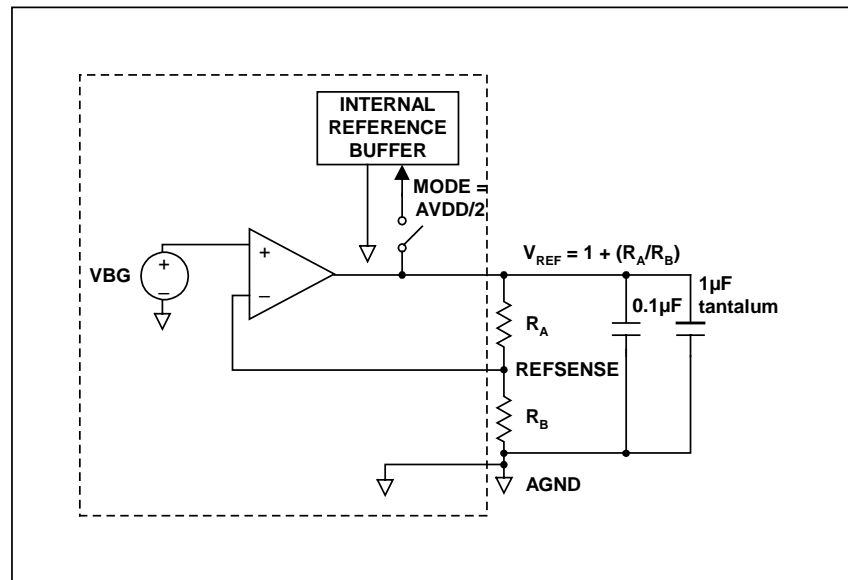 INTERNAL
REFERENCE
BUFFER
MODE =
AVDD/2
VBG
+
−
+
−
V_REF = 1 + (R_A/R_B)
0.1µF
1µF
tantalum
R_A
REFSENSE
R_B
AGND